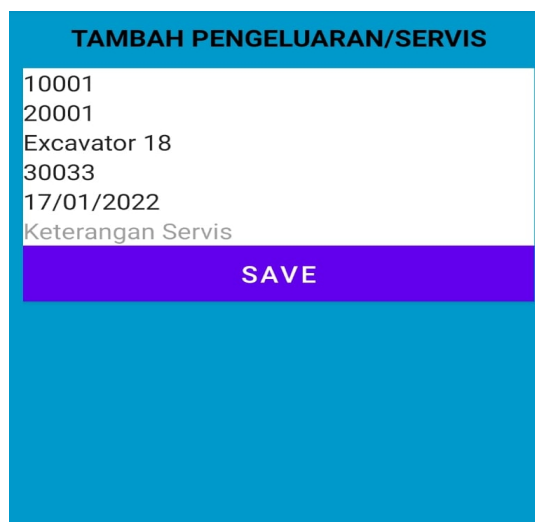 TAMBAH PENGELUARAN/SERVIS
10001
20001
Excavator 18
30033
17/01/2022
Keterangan Servis
SAVE